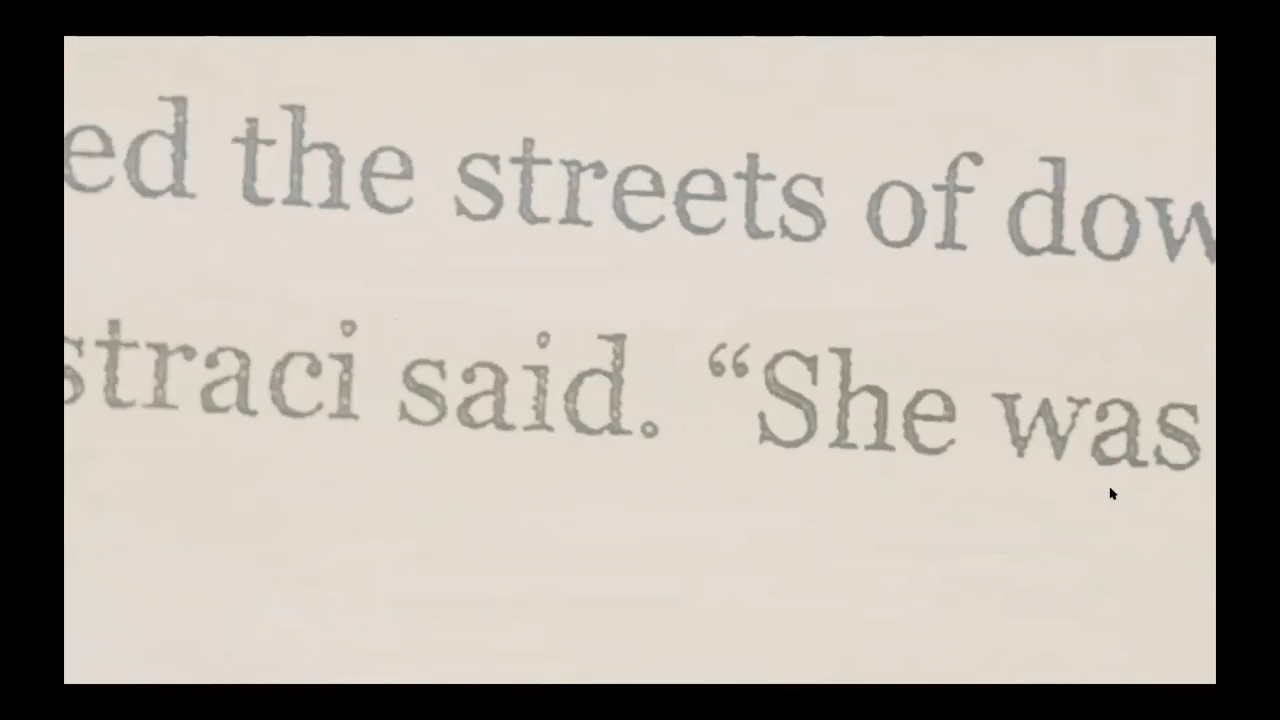 ed the streets of dow
straci said. “She was